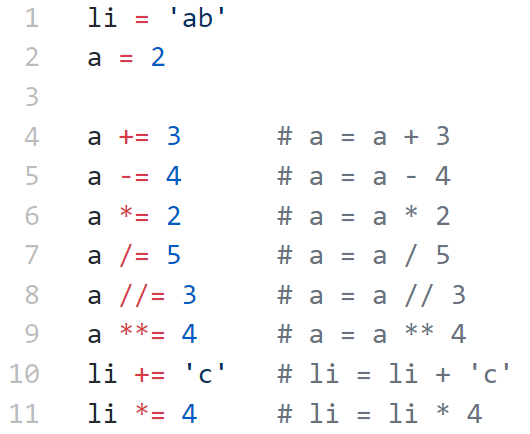 1 li = 'ab'
2 a = 2
3
4 a += 3 # a = a + 3
5 a -= 4 # a = a - 4
6 a *= 2 # a = a * 2
7 a /= 5 # a = a / 5
8 a //= 3 # a = a // 3
9 a **= 4 # a = a ** 4
10 li += 'c' # li = li + 'c'
11 li *= 4 # li = li * 4